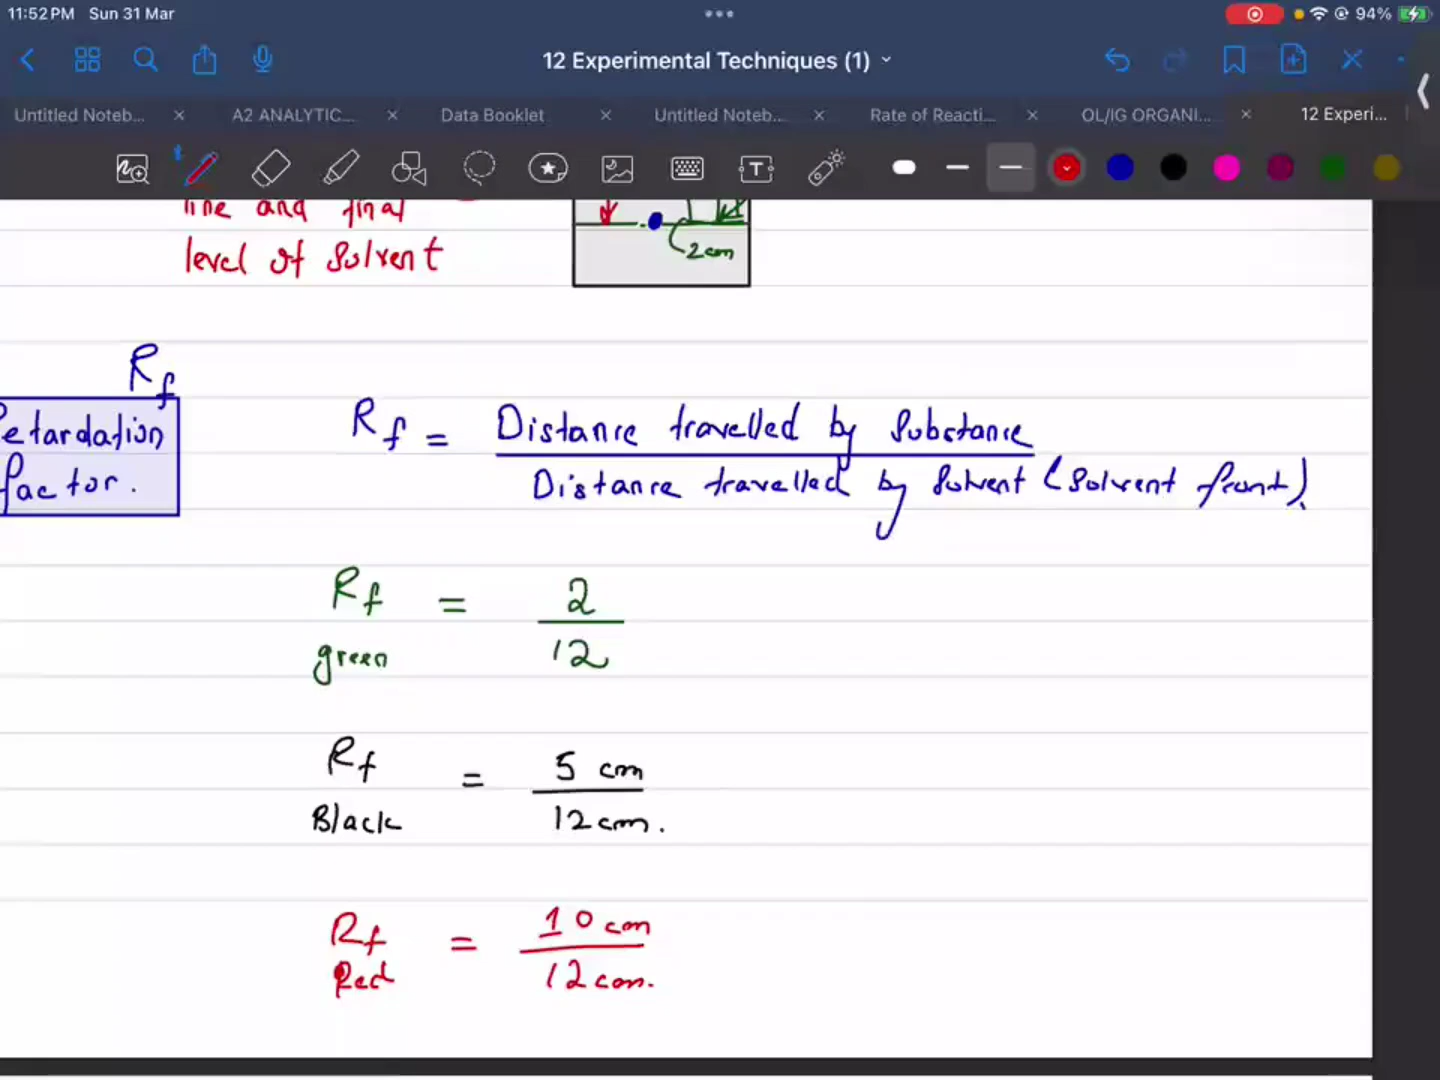 11:52 PM Sun 31 Mar
94%
12 Experimental Techniques (1)
Untitled Noteb... A2 ANALYTIC... Data Booklet Untitled Noteb... Rate of Reacti... OL/IG ORGANI... 12 Experi...
line and final
level of Solvent
2cm
Rf
etardation
factor.
Rf = Distance travelled by Substance
Distance travelled by Solvent (Solvent front)
Rf green = 2
12
Rf Black = 5 cm
12 cm.
Rf Red = 10 cm
12 cm.